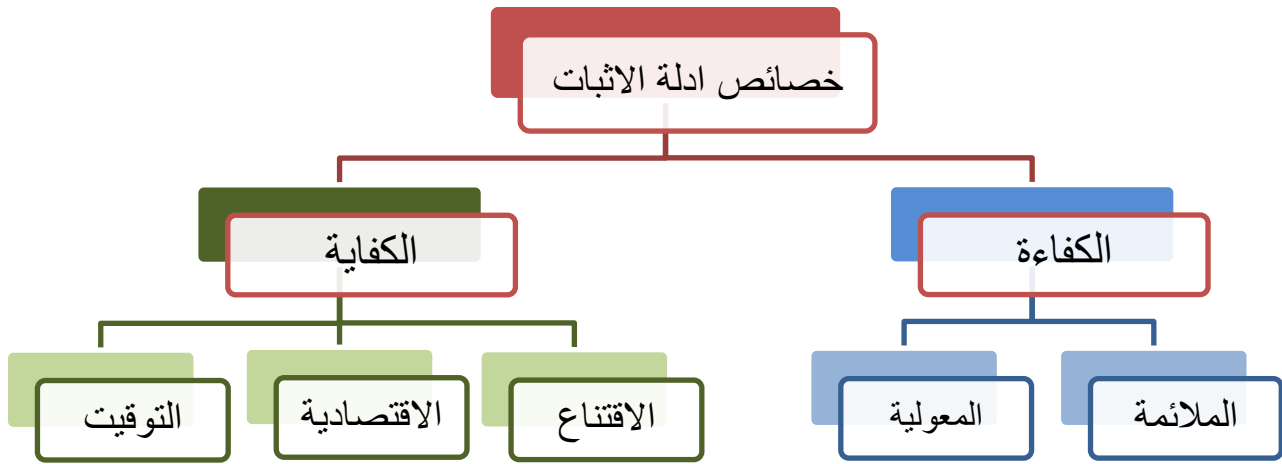 خصائص ادلة الاثبات
الكفاءة
الكفاية
الملائمة
المعولية
الاقتناع
الاقتصادية
التوقيت